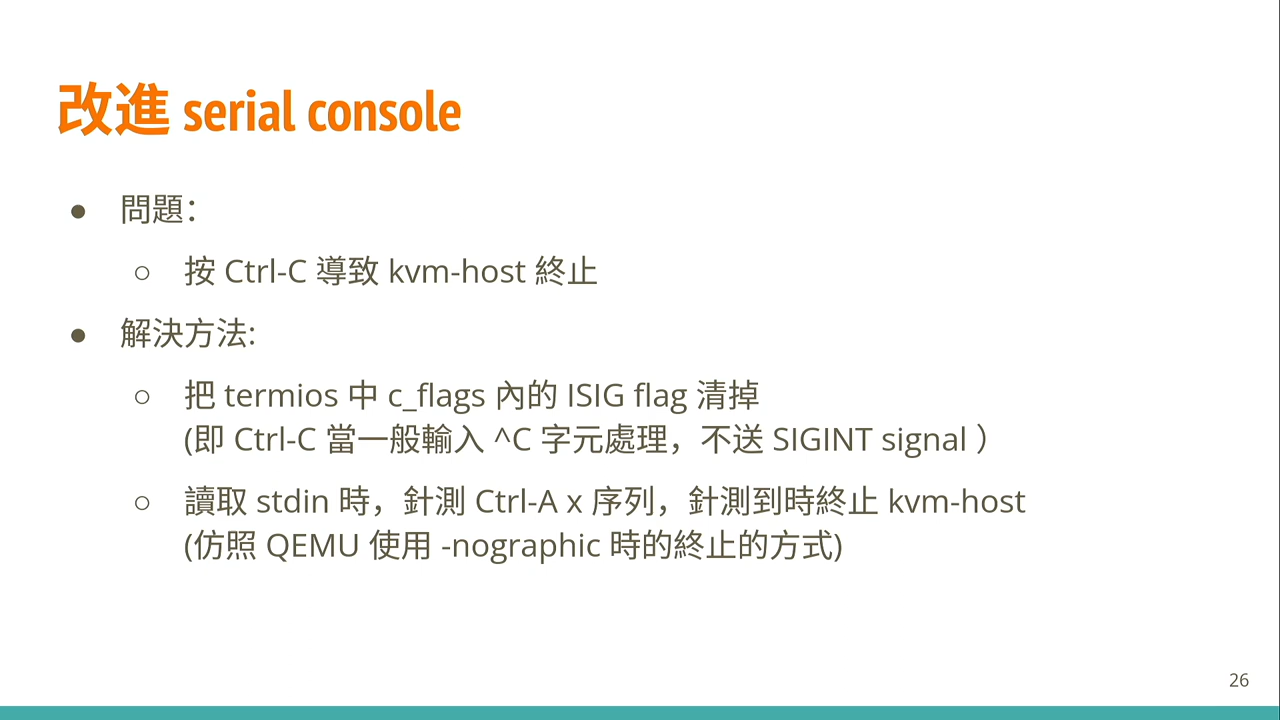 改進 serial console
● 問題：
○ 按 Ctrl-C 導致 kvm-host 終止
● 解決方法:
○ 把 termios 中 c_flags 內的 ISIG flag 清掉
(即 Ctrl-C 當一般輸入 ^C 字元處理，不送 SIGINT signal ）
○ 讀取 stdin 時，針測 Ctrl-A x 序列，針測到時終止 kvm-host
(仿照 QEMU 使用 -nographic 時的終止的方式)
26